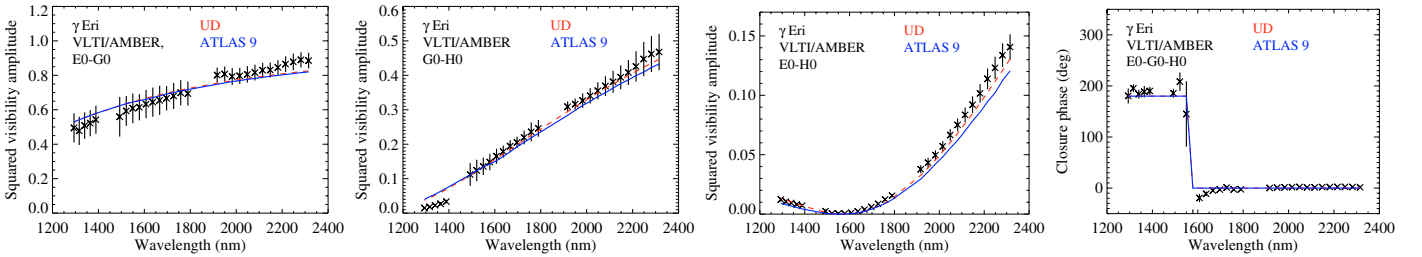 Squared visibility amplitude
1.2
1.0
0.8
0.6
0.4
0.2
0.0
γ Eri
VLTI/AMBER,
E0-G0
UD
ATLAS 9
1200 1400 1600 1800 2000 2200 2400
Wavelength (nm)
Squared visibility amplitude
0.6
0.5
0.4
0.3
0.2
0.1
0.0
γ Eri
VLTI/AMBER
G0-H0
UD
ATLAS 9
1200 1400 1600 1800 2000 2200 2400
Wavelength (nm)
Squared visibility amplitude
0.15
0.10
0.05
0.00
γ Eri
VLTI/AMBER
E0-H0
UD
ATLAS 9
1200 1400 1600 1800 2000 2200 2400
Wavelength (nm)
Closure phase (deg)
300
200
100
0
γ Eri
VLTI/AMBER
E0-G0-H0
UD
ATLAS 9
1200 1400 1600 1800 2000 2200 2400
Wavelength (nm)